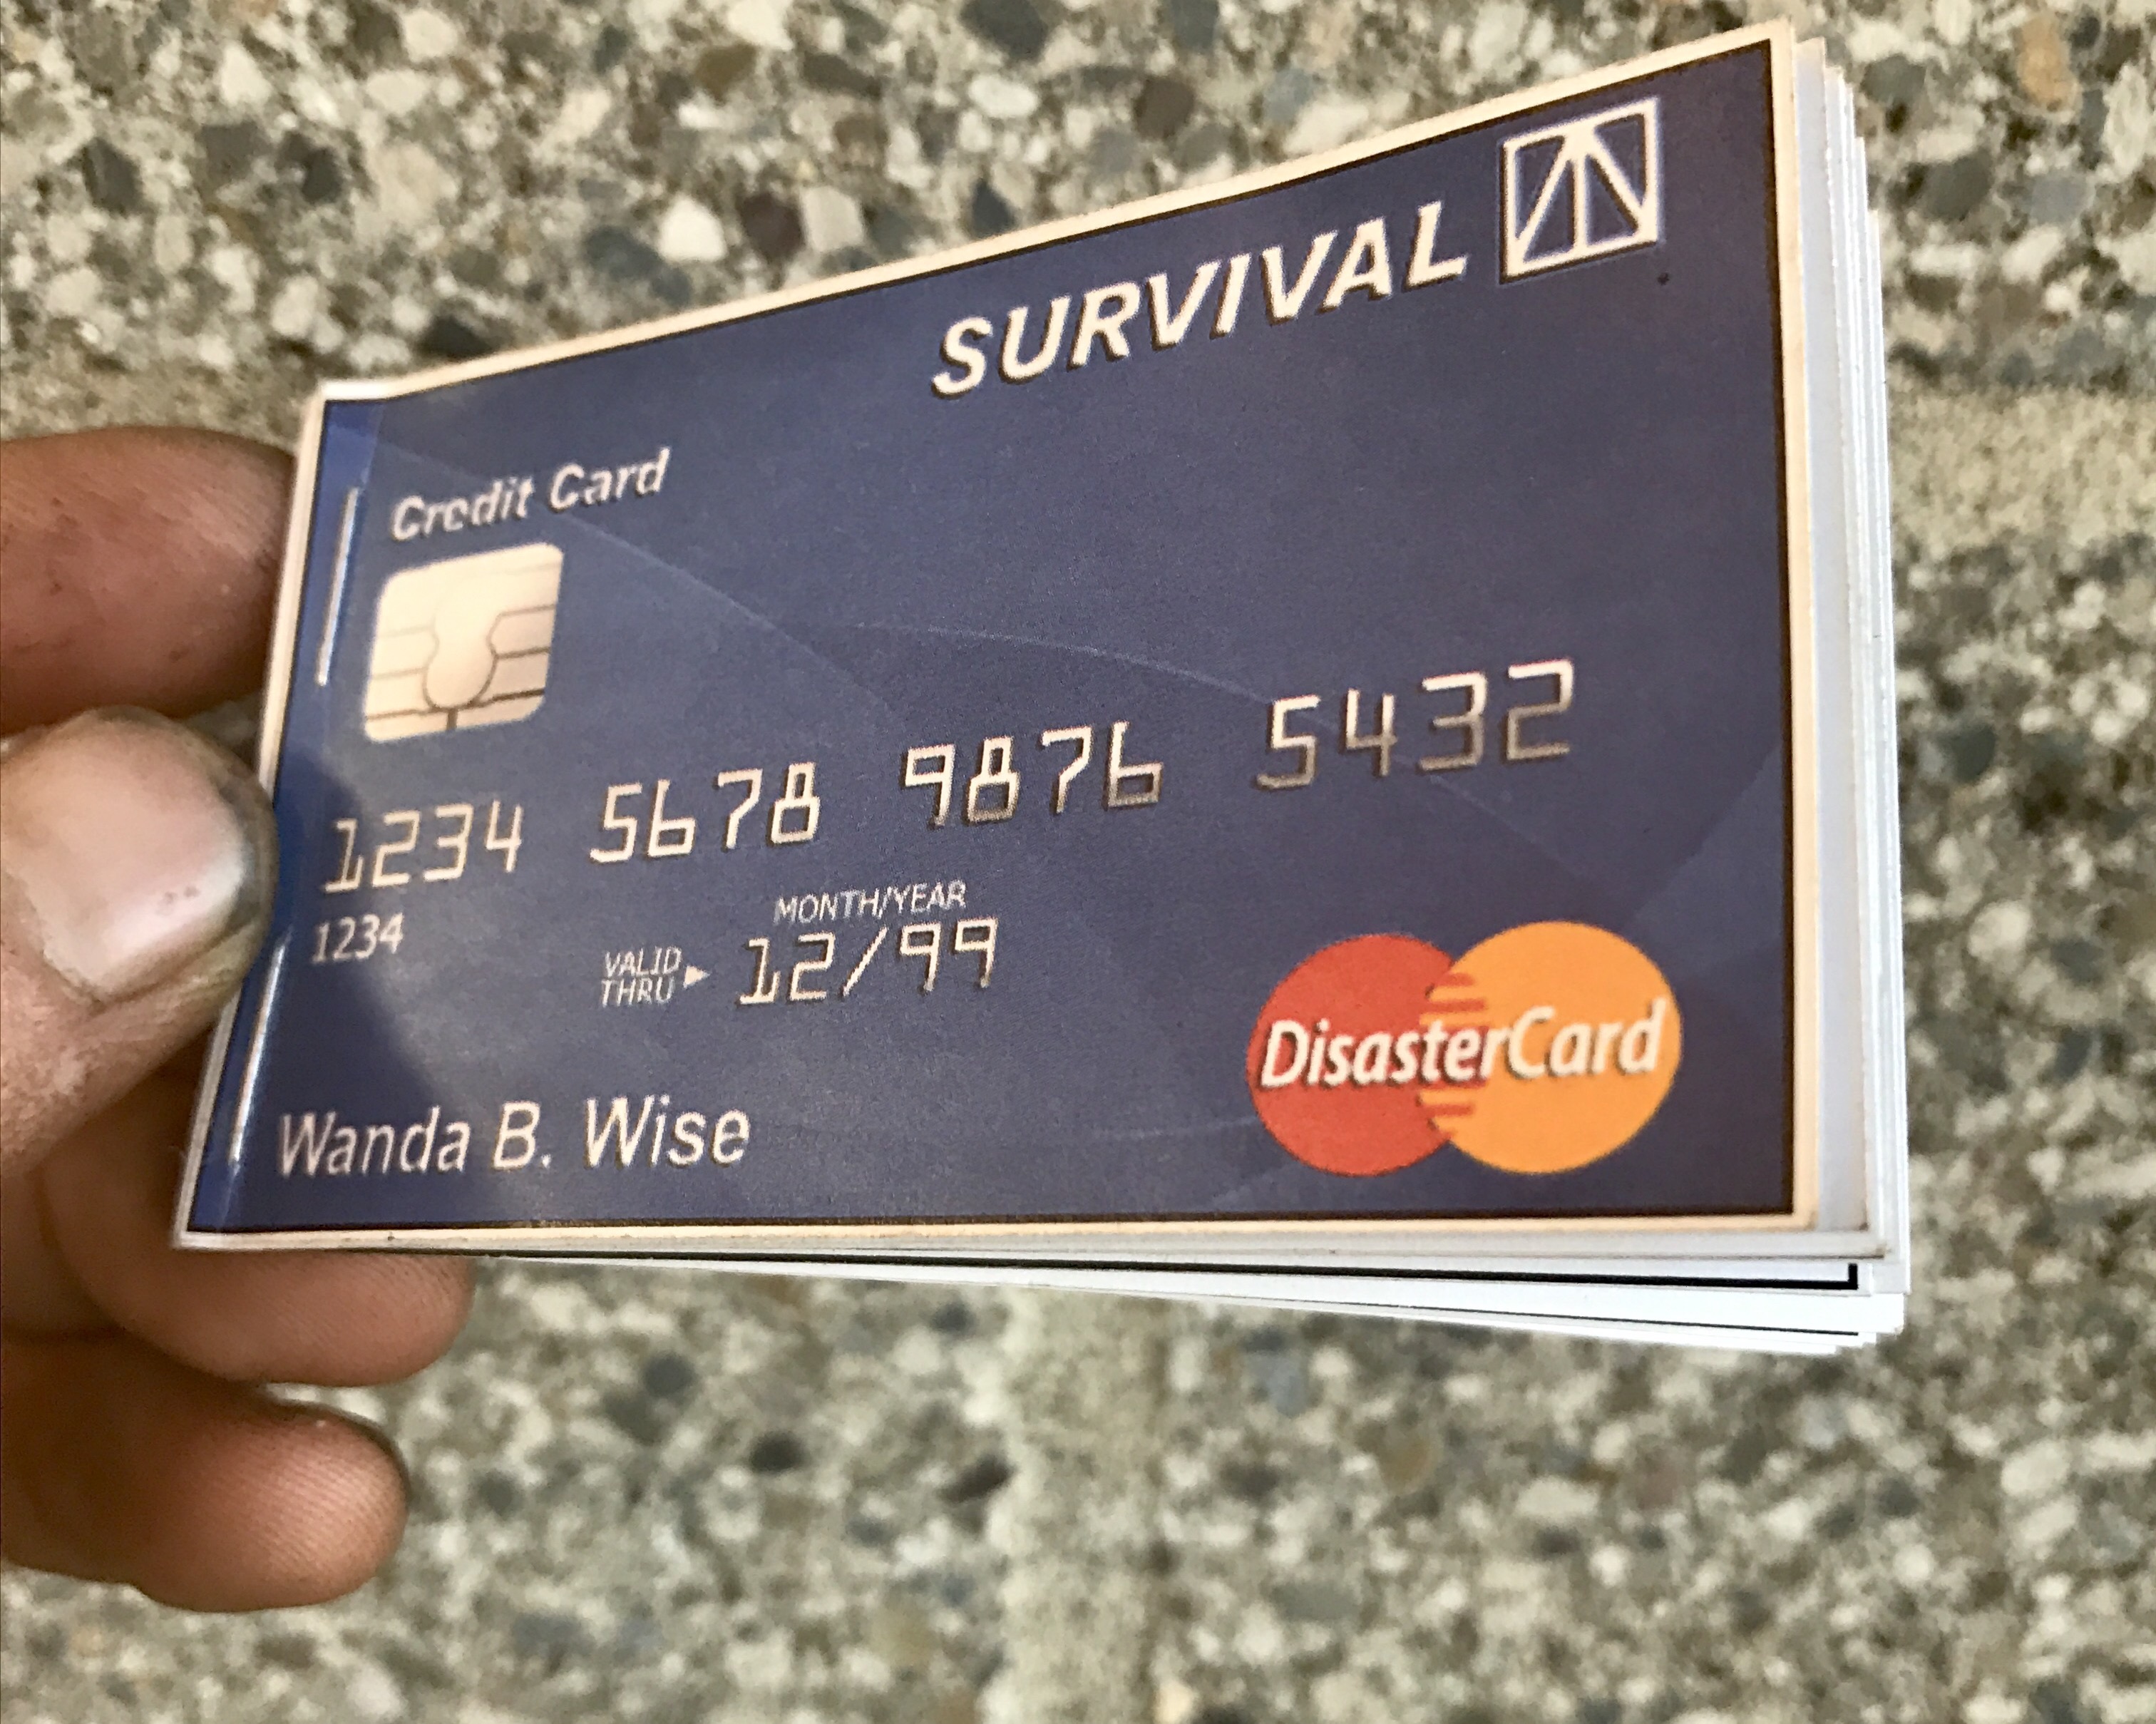 SURVIVAL
Credit Card
1234 5678 9876 5432
1234
MONTH/YEAR
VALID
THRU
12/99
DisasterCard
Wanda B. Wise